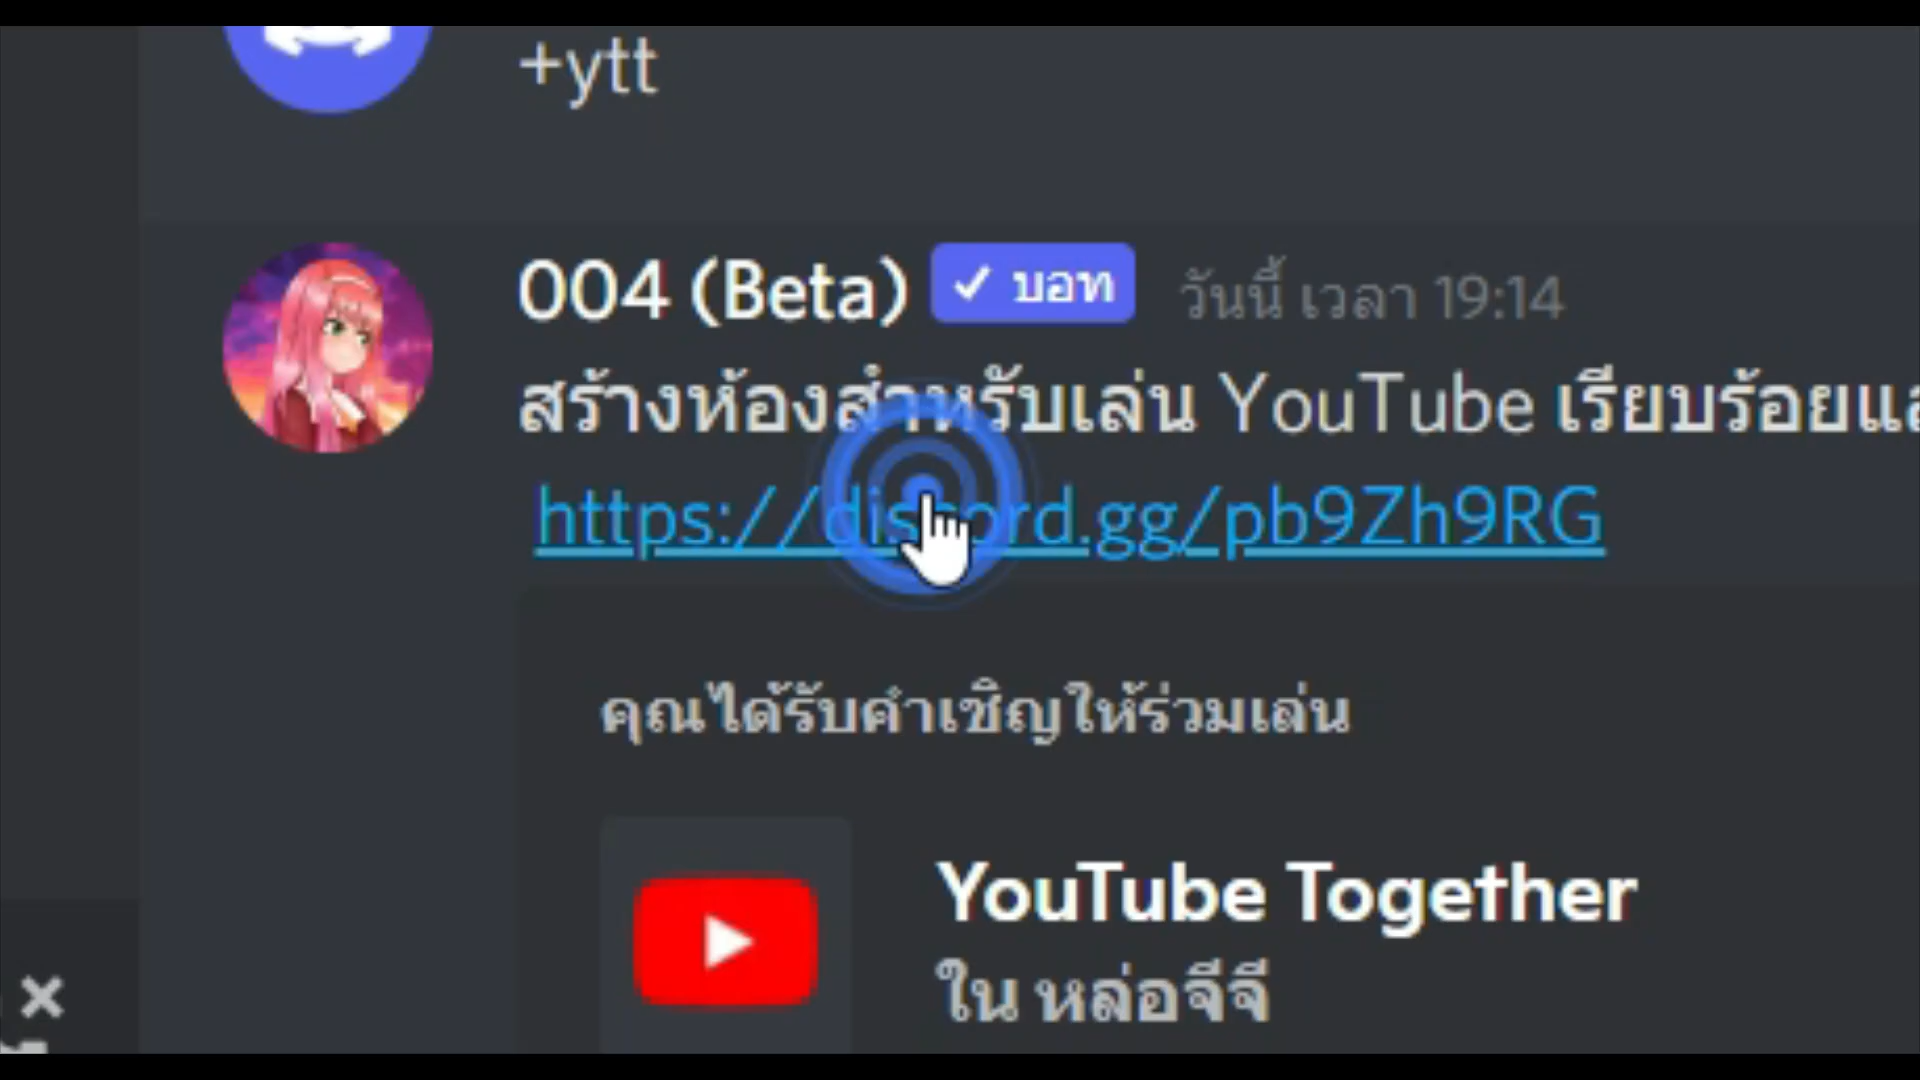 +ytt
004 (Beta) ✓ บอท วันนี้ เวลา 19:14
สร้างห้องสำหรับเล่น YouTube เรียบร้อย
https://discord.gg/pb9Zh9RG
คุณได้รับคำเชิญให้ร่วมเล่น
YouTube Together
ใน หล่อจีจี